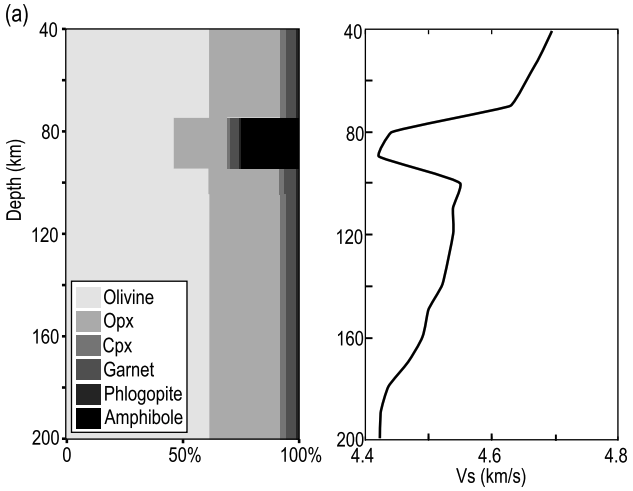 (a)
40
80
120
160
200
Depth (km)
Olivine
Opx
Cpx
Garnet
Phlogopite
Amphibole
0
50%
100%
40
80
120
160
200
4.4
4.6
4.8
Vs (km/s)